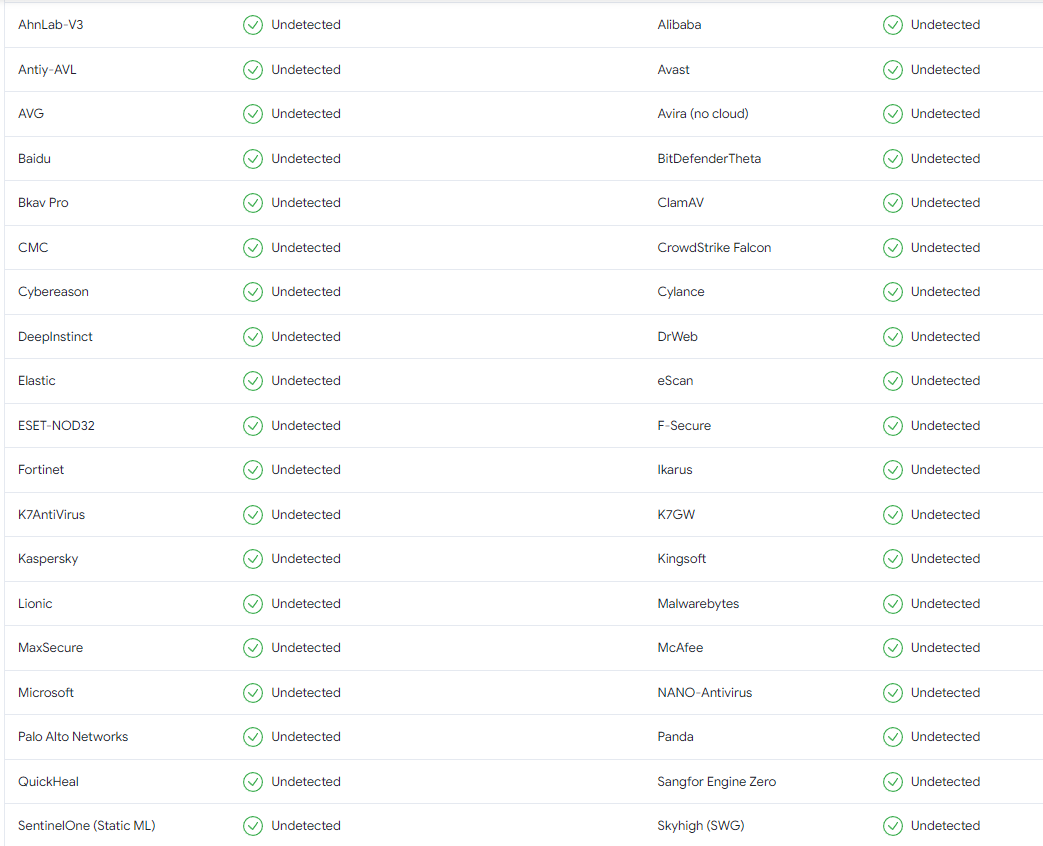 AhnLab-V3 Undetected Alibaba Undetected
Antiy-AVL Undetected Avast Undetected
AVG Undetected Avira (no cloud) Undetected
Baidu Undetected BitDefenderTheta Undetected
Bkav Pro Undetected ClamAV Undetected
CMC Undetected CrowdStrike Falcon Undetected
Cybereason Undetected Cylance Undetected
DeepInstinct Undetected DrWeb Undetected
Elastic Undetected eScan Undetected
ESET-NOD32 Undetected F-Secure Undetected
Fortinet Undetected Ikarus Undetected
K7AntiVirus Undetected K7GW Undetected
Kaspersky Undetected Kingsoft Undetected
Lionic Undetected Malwarebytes Undetected
MaxSecure Undetected McAfee Undetected
Microsoft Undetected NANO-Antivirus Undetected
Palo Alto Networks Undetected Panda Undetected
QuickHeal Undetected Sangfor Engine Zero Undetected
SentinelOne (Static ML) Undetected Skyhigh (SWG) Undetected